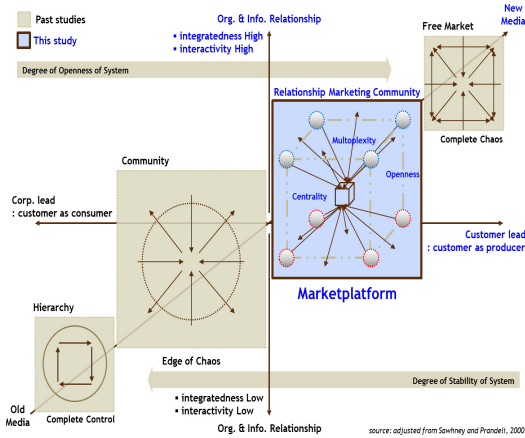 Past studies
This study
Org. & Info. Relationship
▪ integratedness High
▪ interactivity High
New
Media
Free Market
Degree of Openness of System
Relationship Marketing Community
Multoplexity
Complete Chaos
Community
Openness
Centrality
Corp. lead
: customer as consumer
Customer lead
: customer as producer
Marketplatform
Hierarchy
Edge of Chaos
Degree of Stability of System
▪ integratedness Low
▪ interactivity Low
Old
Media
Complete Control
Org. & Info. Relationship
source: adjusted from Sawhney and Prandeli, 2000